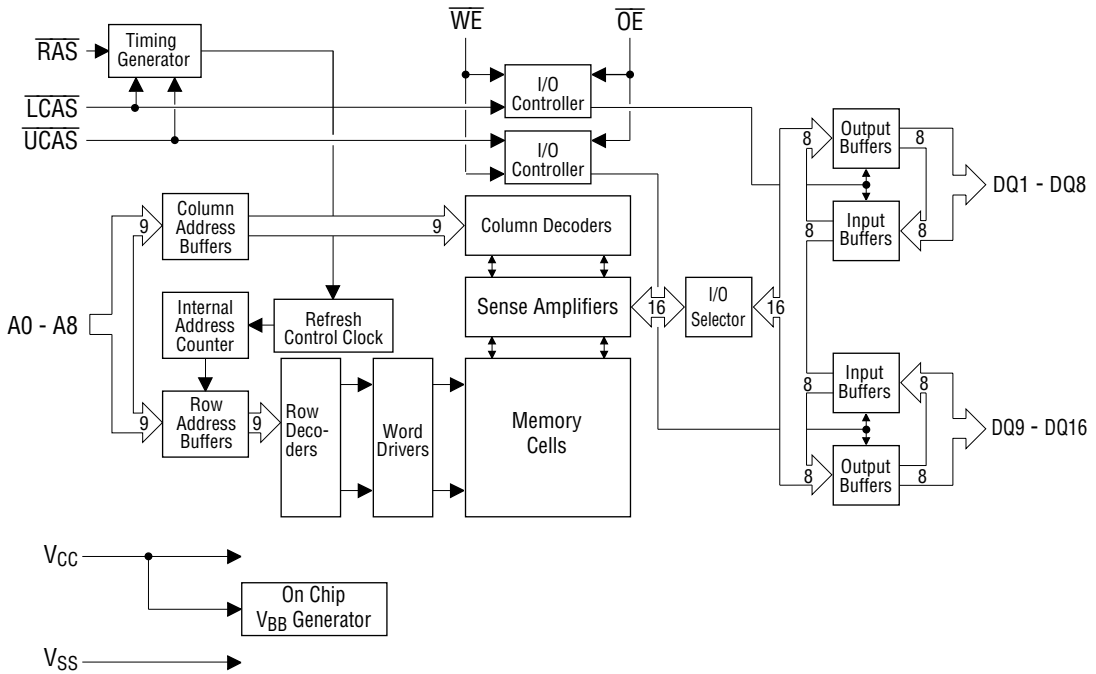 WE
OE
RAS
Timing
Generator
I/O
Controller
LCAS
UCAS
I/O
Controller
Output
Buffers
8
8
DQ1 - DQ8
Input
Buffers
8
8
Column
Address
Buffers
9
9
Column Decoders
Sense Amplifiers
16
I/O
Selector
16
A0 - A8
Internal
Address
Counter
Refresh
Control Clock
Row
Address
Buffers
9
9
Row
Deco-
ders
Word
Drivers
Memory
Cells
Input
Buffers
8
8
DQ9 - DQ16
Output
Buffers
8
8
VCC
On Chip
VBB Generator
VSS